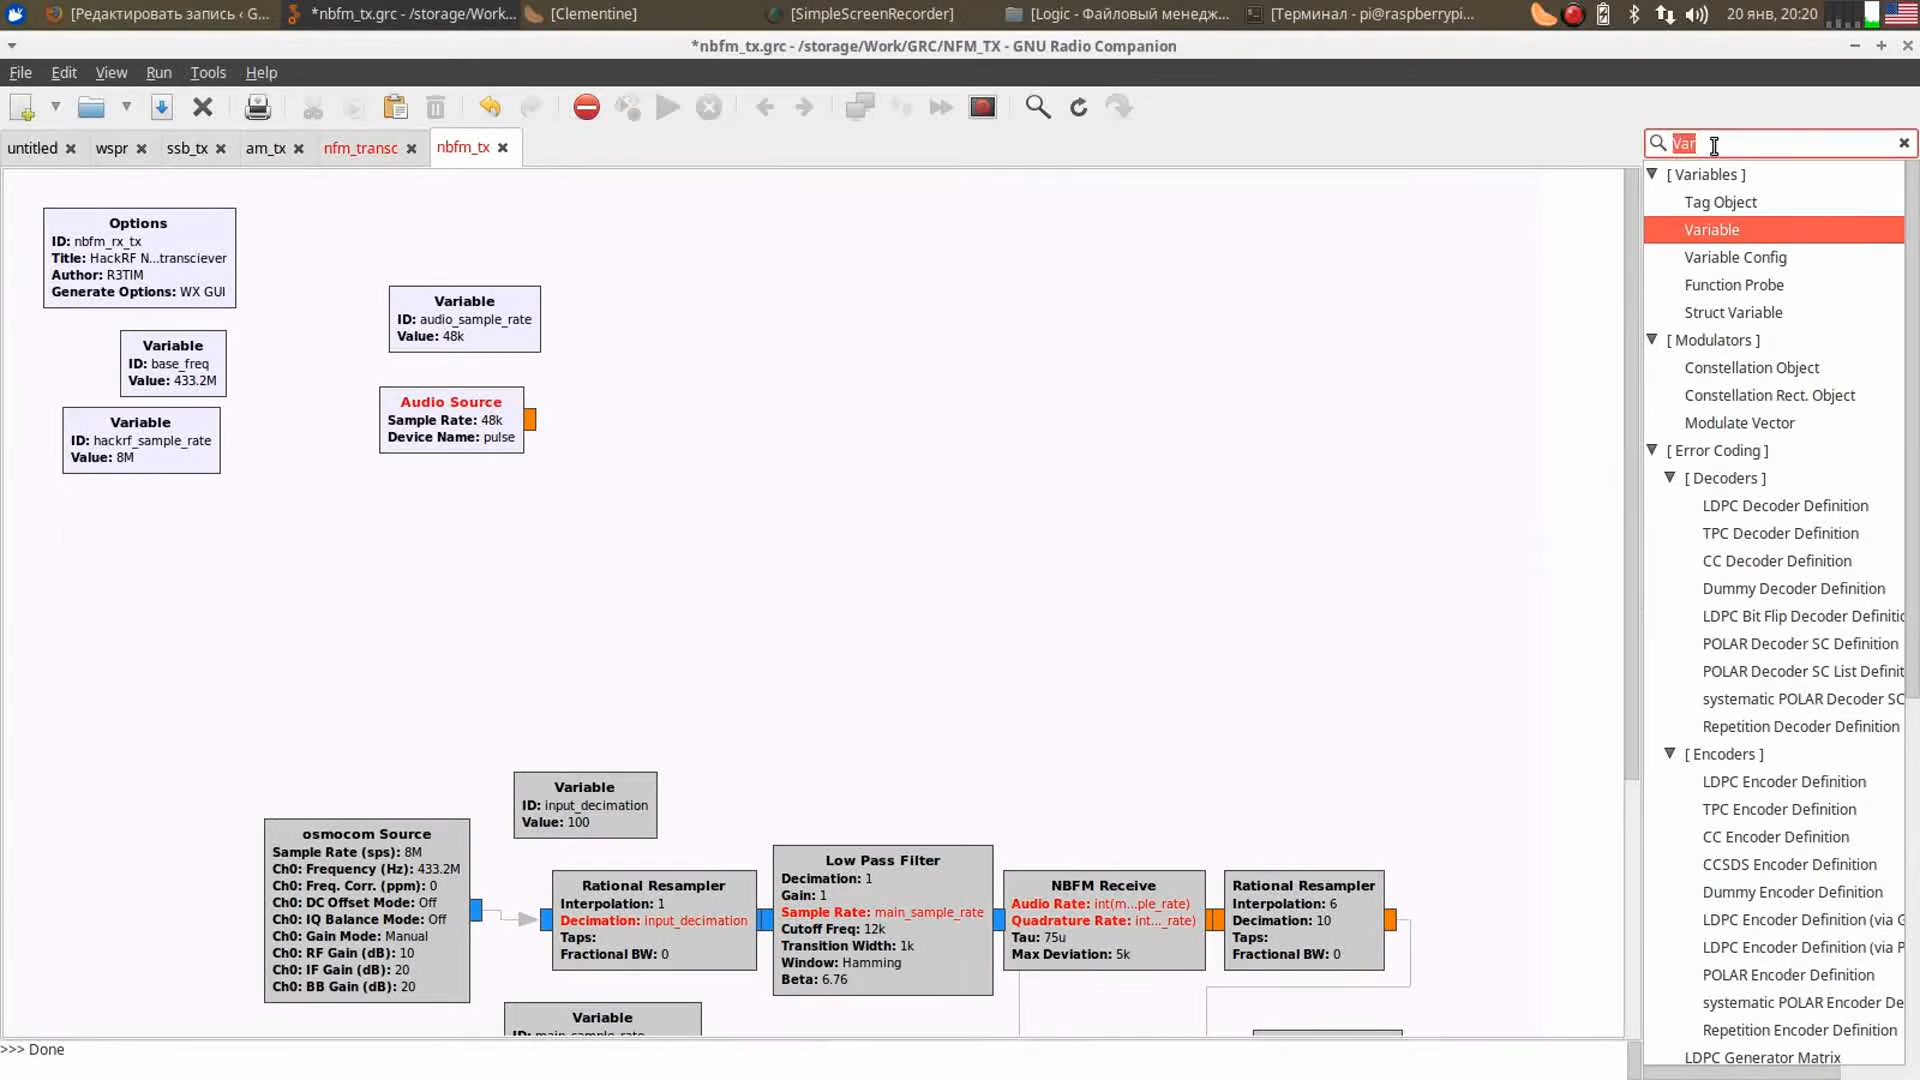 [Редактировать запись ‹ G...
*nbfm_tx.grc - /storage/Work...
[Clementine]
[SimpleScreenRecorder]
[Logic - Файловый менедж...
[Терминал - pi@raspberrypi...
20 янв, 20:20
*nbfm_tx.grc - /storage/Work/GRC/NFM_TX - GNU Radio Companion
File Edit View Run Tools Help
untitled
wspr
ssb_tx
am_tx
nfm_transc
nbfm_tx
Var
Options
ID: nbfm_rx_tx
Title: HackRF N...transciever
Author: R3TIM
Generate Options: WX GUI
Variable
ID: base_freq
Value: 433.2M
Variable
ID: hackrf_sample_rate
Value: 8M
Variable
ID: audio_sample_rate
Value: 48k
Audio Source
Sample Rate: 48k
Device Name: pulse
Variable
ID: input_decimation
Value: 100
osmocom Source
Sample Rate (sps): 8M
Ch0: Frequency (Hz): 433.2M
Ch0: Freq. Corr. (ppm): 0
Ch0: DC Offset Mode: Off
Ch0: IQ Balance Mode: Off
Ch0: Gain Mode: Manual
Ch0: RF Gain (dB): 10
Ch0: IF Gain (dB): 20
Ch0: BB Gain (dB): 20
Rational Resampler
Interpolation: 1
Decimation: input_decimation
Taps:
Fractional BW: 0
Low Pass Filter
Decimation: 1
Gain: 1
Sample Rate: main_sample_rate
Cutoff Freq: 12k
Transition Width: 1k
Window: Hamming
Beta: 6.76
NBFM Receive
Audio Rate: int(m...ple_rate)
Quadrature Rate: int..._rate)
Tau: 75u
Max Deviation: 5k
Rational Resampler
Interpolation: 6
Decimation: 10
Taps:
Fractional BW: 0
Variable
ID: main_sample_rate
[ Variables ]
Tag Object
Variable
Variable Config
Function Probe
Struct Variable
[ Modulators ]
Constellation Object
Constellation Rect. Object
Modulate Vector
[ Error Coding ]
[ Decoders ]
LDPC Decoder Definition
TPC Decoder Definition
CC Decoder Definition
Dummy Decoder Definition
LDPC Bit Flip Decoder Definitio
POLAR Decoder SC Definition
POLAR Decoder SC List Definit
systematic POLAR Decoder SC
Repetition Decoder Definition
[ Encoders ]
LDPC Encoder Definition
TPC Encoder Definition
CC Encoder Definition
CCSDS Encoder Definition
Dummy Encoder Definition
LDPC Encoder Definition (via G
LDPC Encoder Definition (via P
POLAR Encoder Definition
systematic POLAR Encoder De
Repetition Encoder Definition
LDPC Generator Matrix
>>> Done